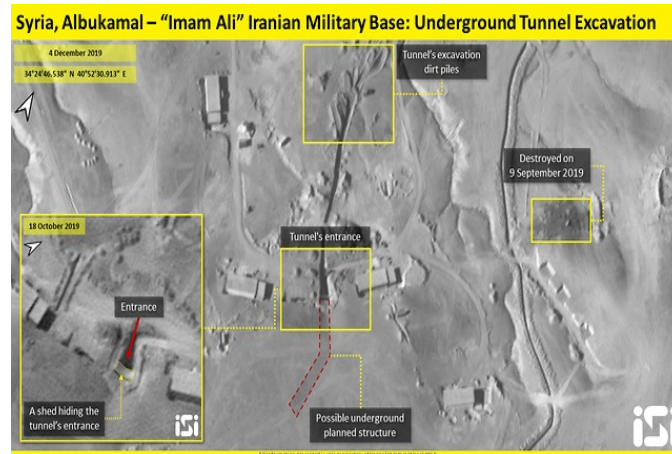 Syria, Albukamal – “Imam Ali” Iranian Military Base: Underground Tunnel Excavation
4 December 2019
34°24'46.538" N 40°52'30.913" E
Tunnel's excavation
dirt piles
Destroyed on
9 September 2019
18 October 2019
Tunnel's entrance
Entrance
A shed hiding the
tunnel's entrance
iSi
Possible underground
planned structure
iSi